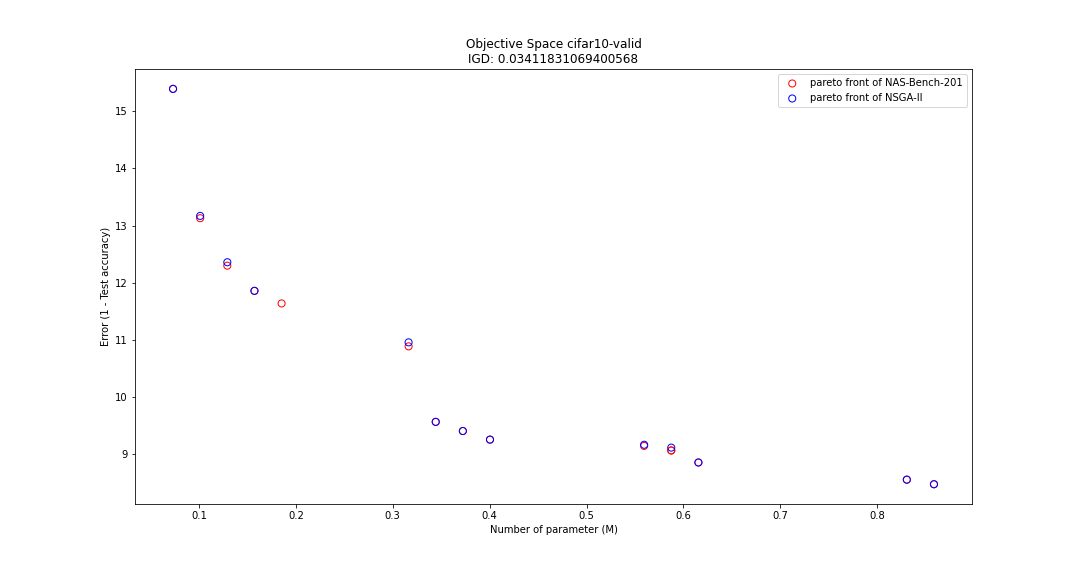 Objective Space cifar10-valid
IGD: 0.03411831069400568
pareto front of NAS-Bench-201
pareto front of NSGA-II
15
14
13
12
11
10
9
Error (1 - Test accuracy)
0.1
0.2
0.3
0.4
0.5
0.6
0.7
0.8
Number of parameter (M)